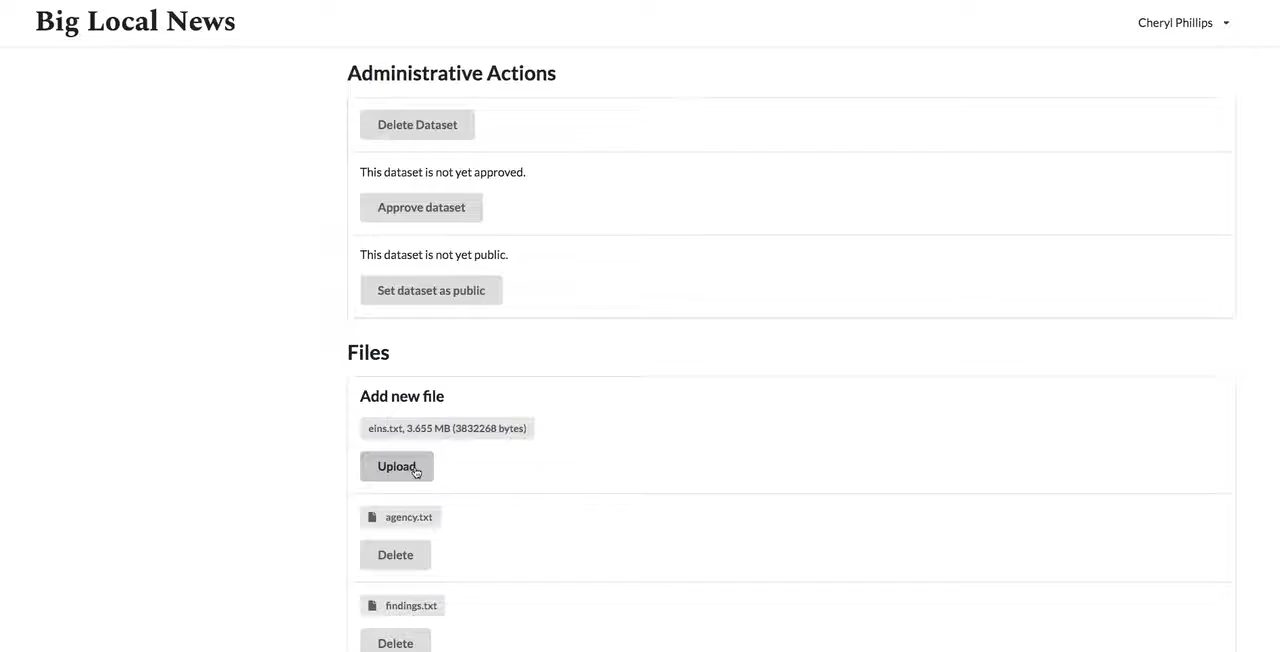 Big Local News
Cheryl Phillips
Administrative Actions
Delete Dataset
This dataset is not yet approved.
Approve dataset
This dataset is not yet public.
Set dataset as public
Files
Add new file
eins.txt, 3.655 MB (3832268 bytes)
Upload
agency.txt
Delete
findings.txt
Delete